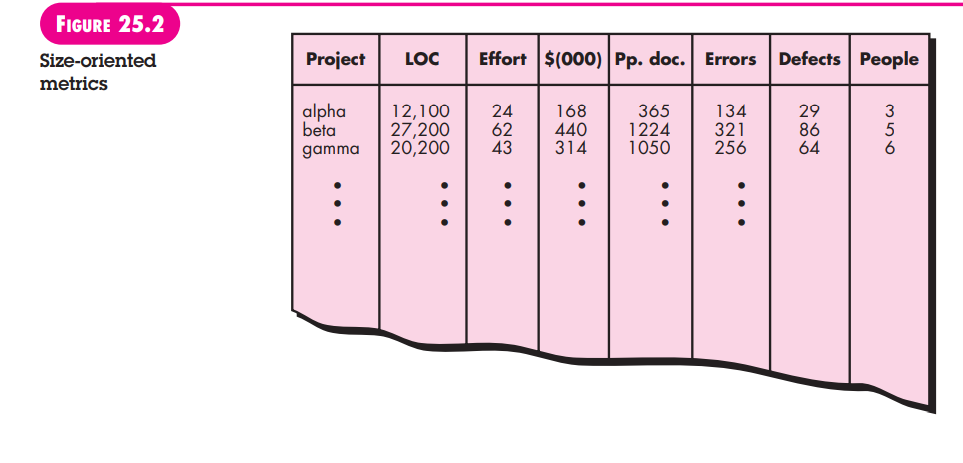 FIGURE 25.2
Size-oriented
metrics
Project LOC Effort $(000) Pp. doc. Errors Defects People
alpha 12,100 24 168 365 134 29 3
beta 27,200 62 440 1224 321 86 5
gamma 20,200 43 314 1050 256 64 6